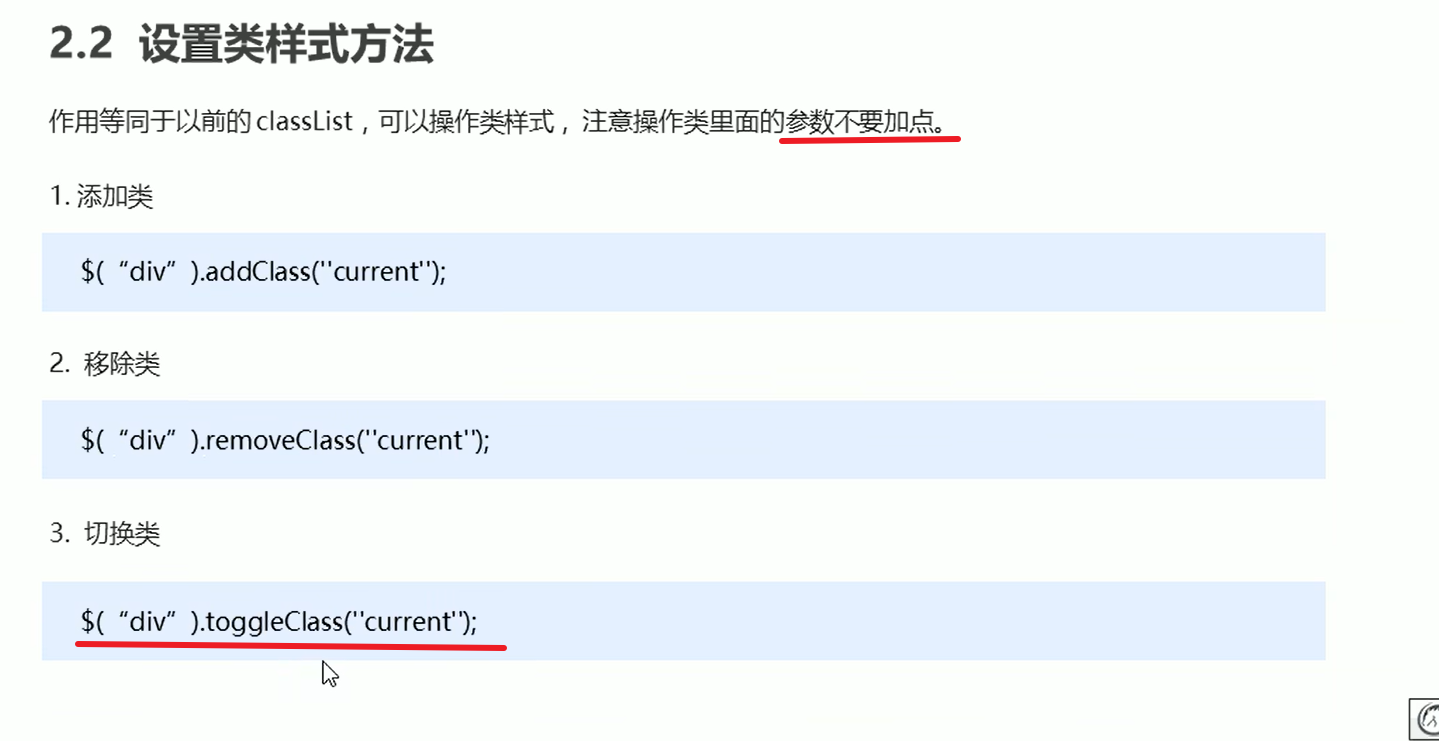 2.2 设置类样式方法
作用等同于以前的 classList，可以操作类样式， 注意操作类里面的参数不要加点。
1. 添加类
$(“div”).addClass(''current'');
2. 移除类
$(“div”).removeClass(''current'');
3. 切换类
$(“div”).toggleClass(''current'');